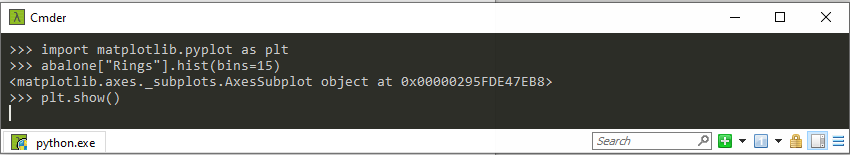 Cmder
>>> import matplotlib.pyplot as plt
>>> abalone["Rings"].hist(bins=15)
<matplotlib.axes._subplots.AxesSubplot object at 0x00000295FDE47EB8>
>>> plt.show()
python.exe
Search